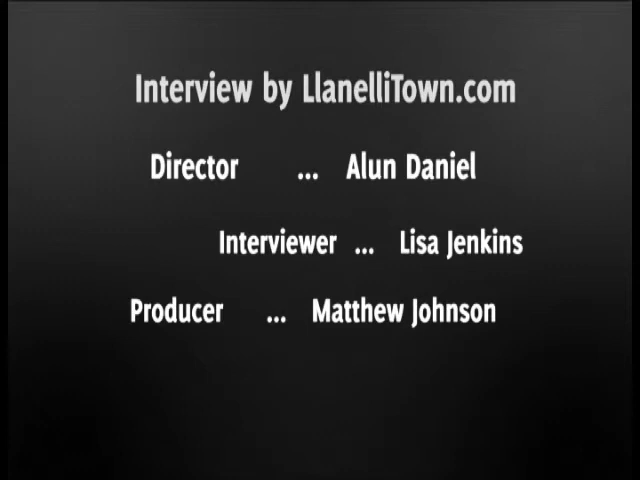 Interview by LlanelliTown.com
Director ... Alun Daniel
Interviewer ... Lisa Jenkins
Producer ... Matthew Johnson